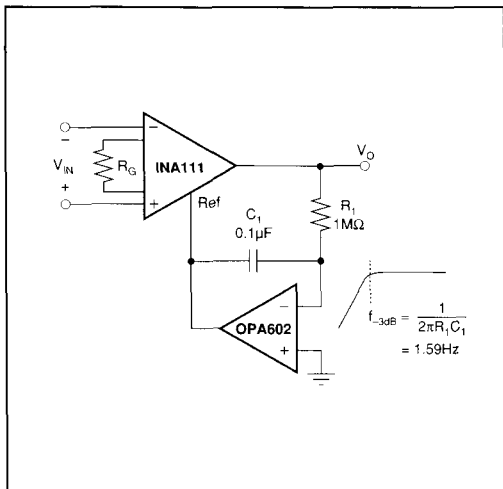 −
V_IN
+
R_G
−
INA111
+
Ref
V_O
R_1
1MΩ
C_1
0.1µF
−
OPA602
+
f_−3dB = 1 / 2πR_1C_1
= 1.59Hz